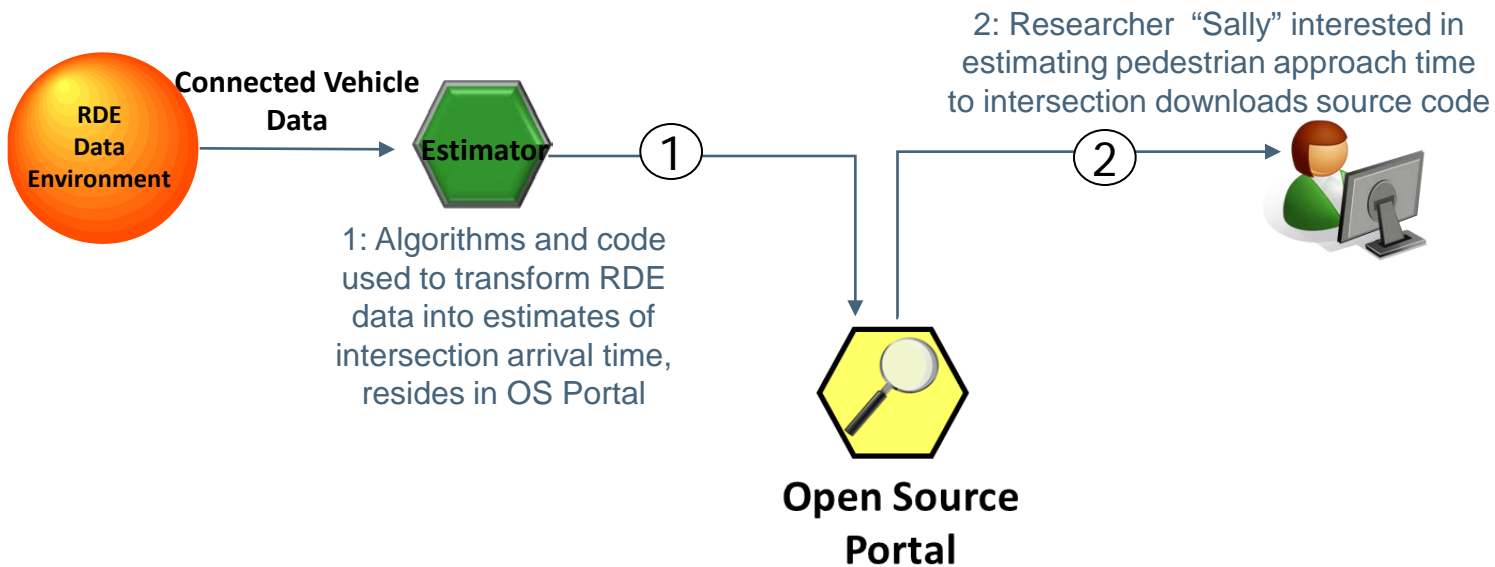 RDE
Data
Environment
Connected Vehicle
Data
Estimator
1
1: Algorithms and code
used to transform RDE
data into estimates of
intersection arrival time,
resides in OS Portal
Open Source
Portal
2
2: Researcher “Sally” interested in
estimating pedestrian approach time
to intersection downloads source code